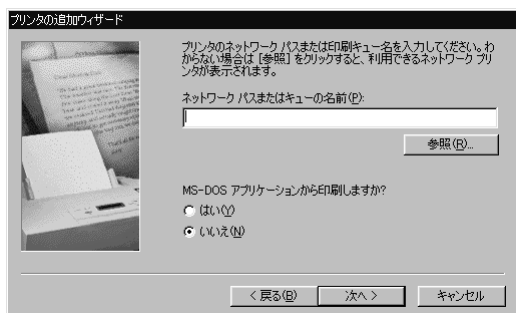 プリンタの追加ウィザード
プリンタのネットワーク パスまたは印刷キュー名を入力してください。わ
からない場合は [参照] をクリックすると、利用できるネットワーク プリ
ンタが表示されます。
ネットワーク パスまたはキューの名前(P):
参照(R)...
MS-DOS アプリケーションから印刷しますか?
はい(Y)
いいえ(N)
< 戻る(B)
次へ >
キャンセル